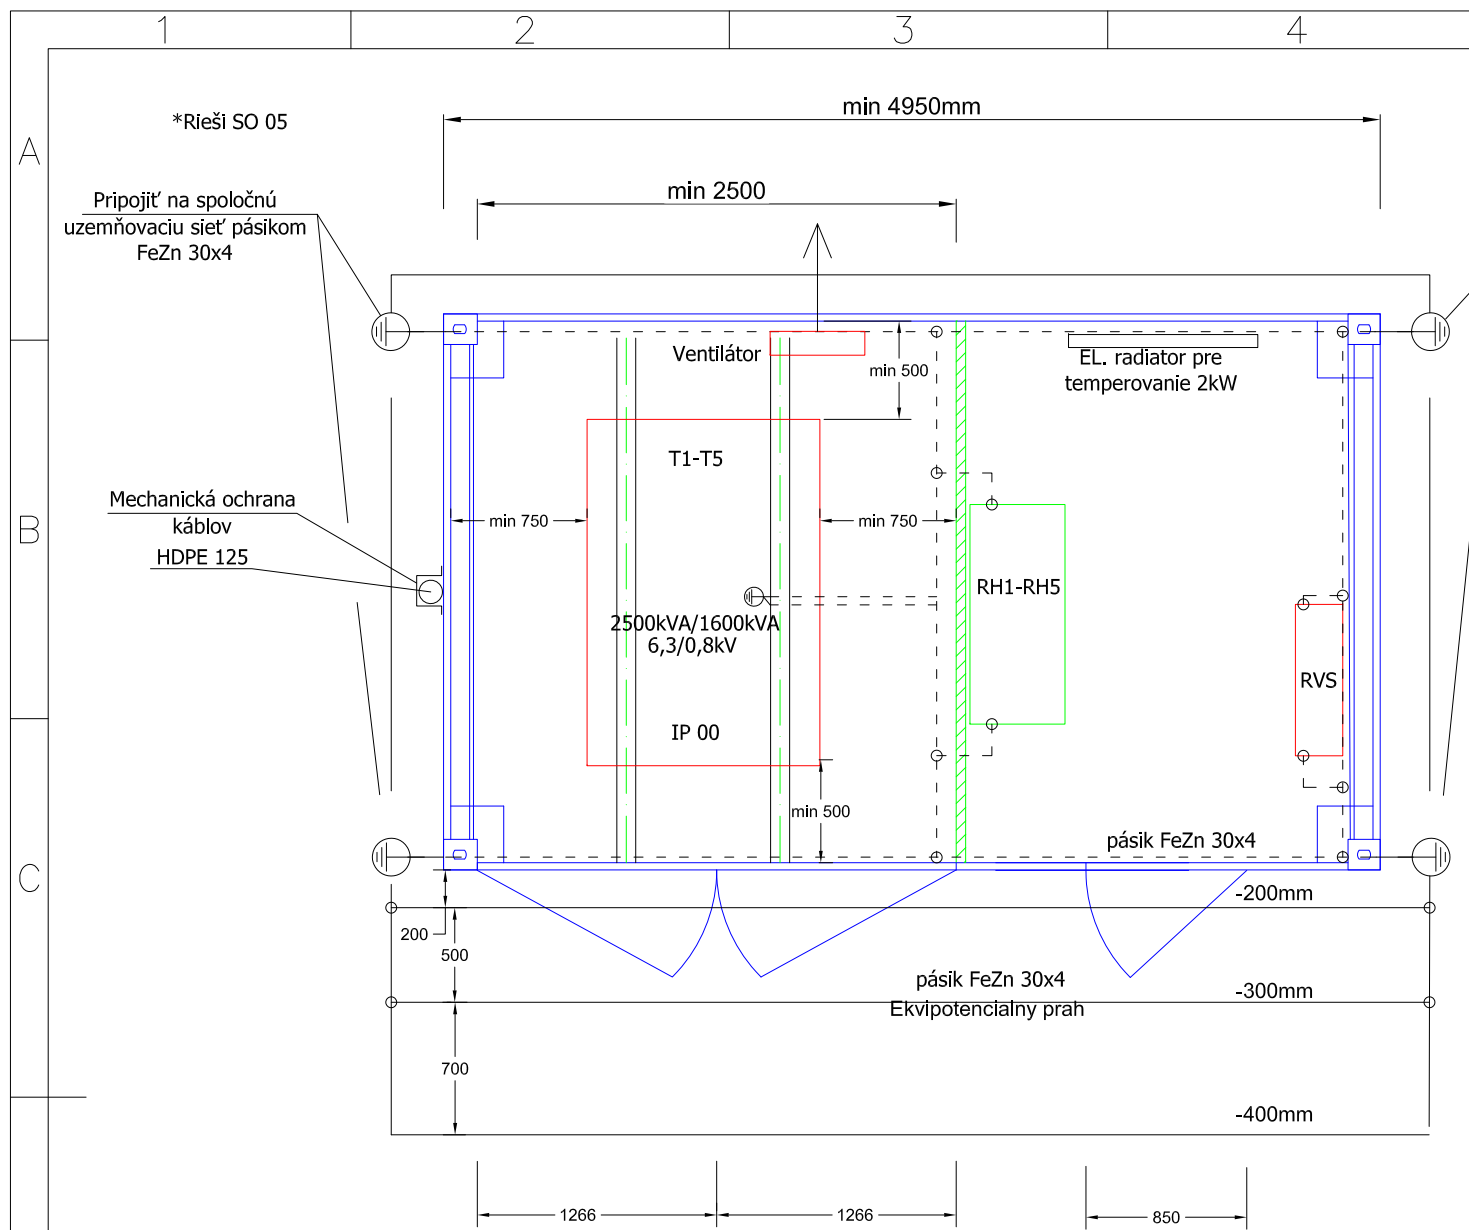 1
2
3
4
A
B
C
min 4950mm
*Rieši SO 05
min 2500
Pripojiť na spoločnú
uzemňovaciu sieť pásikom
FeZn 30x4
Ventilátor
min 500
EL. radiator pre
temperovanie 2kW
T1-T5
Mechanická ochrana
káblov
HDPE 125
min 750
min 750
RH1-RH5
2500kVA/1600kVA
6,3/0,8kV
RVS
IP 00
min 500
pásik FeZn 30x4
-200mm
200
500
pásik FeZn 30x4
-300mm
Ekvipotencialny prah
700
-400mm
1266
1266
850